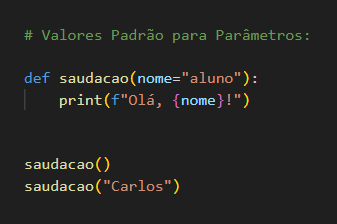 # Valores Padrão para Parâmetros:
def saudacao(nome="aluno"):
    print(f"Olá, {nome}!")
saudacao()
saudacao("Carlos")